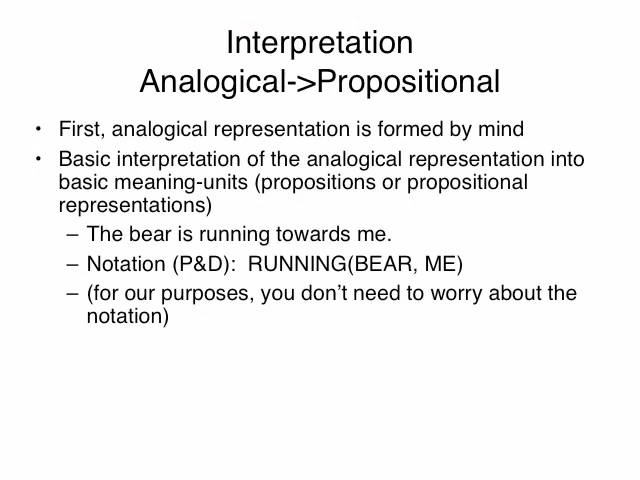 Interpretation
Analogical->Propositional
• First, analogical representation is formed by mind
• Basic interpretation of the analogical representation into
basic meaning-units (propositions or propositional
representations)
– The bear is running towards me.
– Notation (P&D):  RUNNING(BEAR, ME)
– (for our purposes, you don’t need to worry about the
notation)